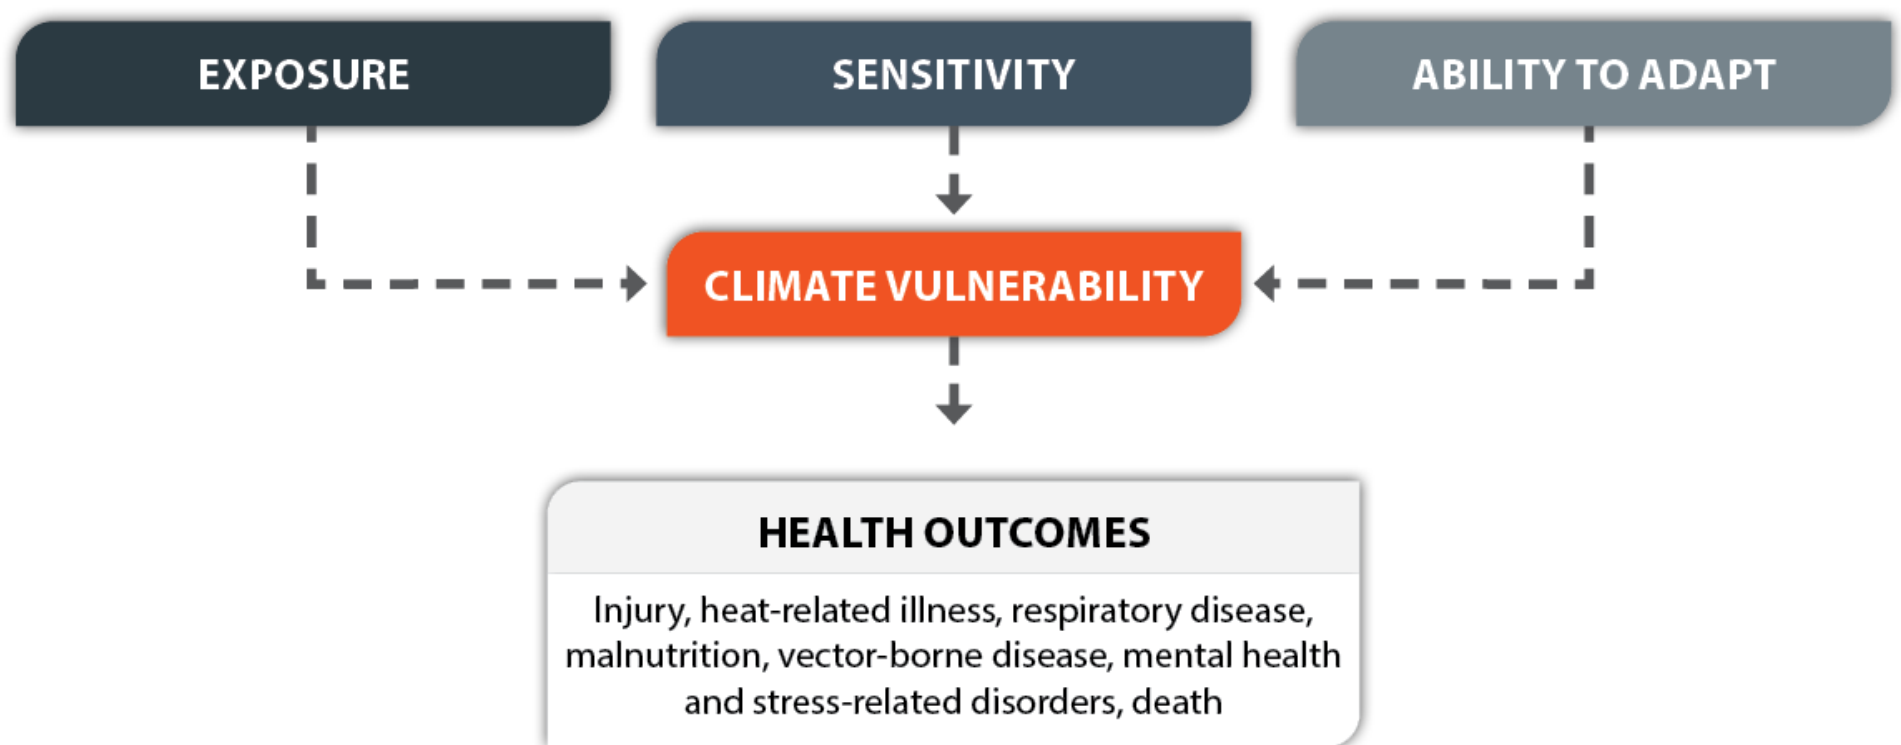 EXPOSURE
SENSITIVITY
ABILITY TO ADAPT
CLIMATE VULNERABILITY
HEALTH OUTCOMES
Injury, heat-related illness, respiratory disease,
malnutrition, vector-borne disease, mental health
and stress-related disorders, death